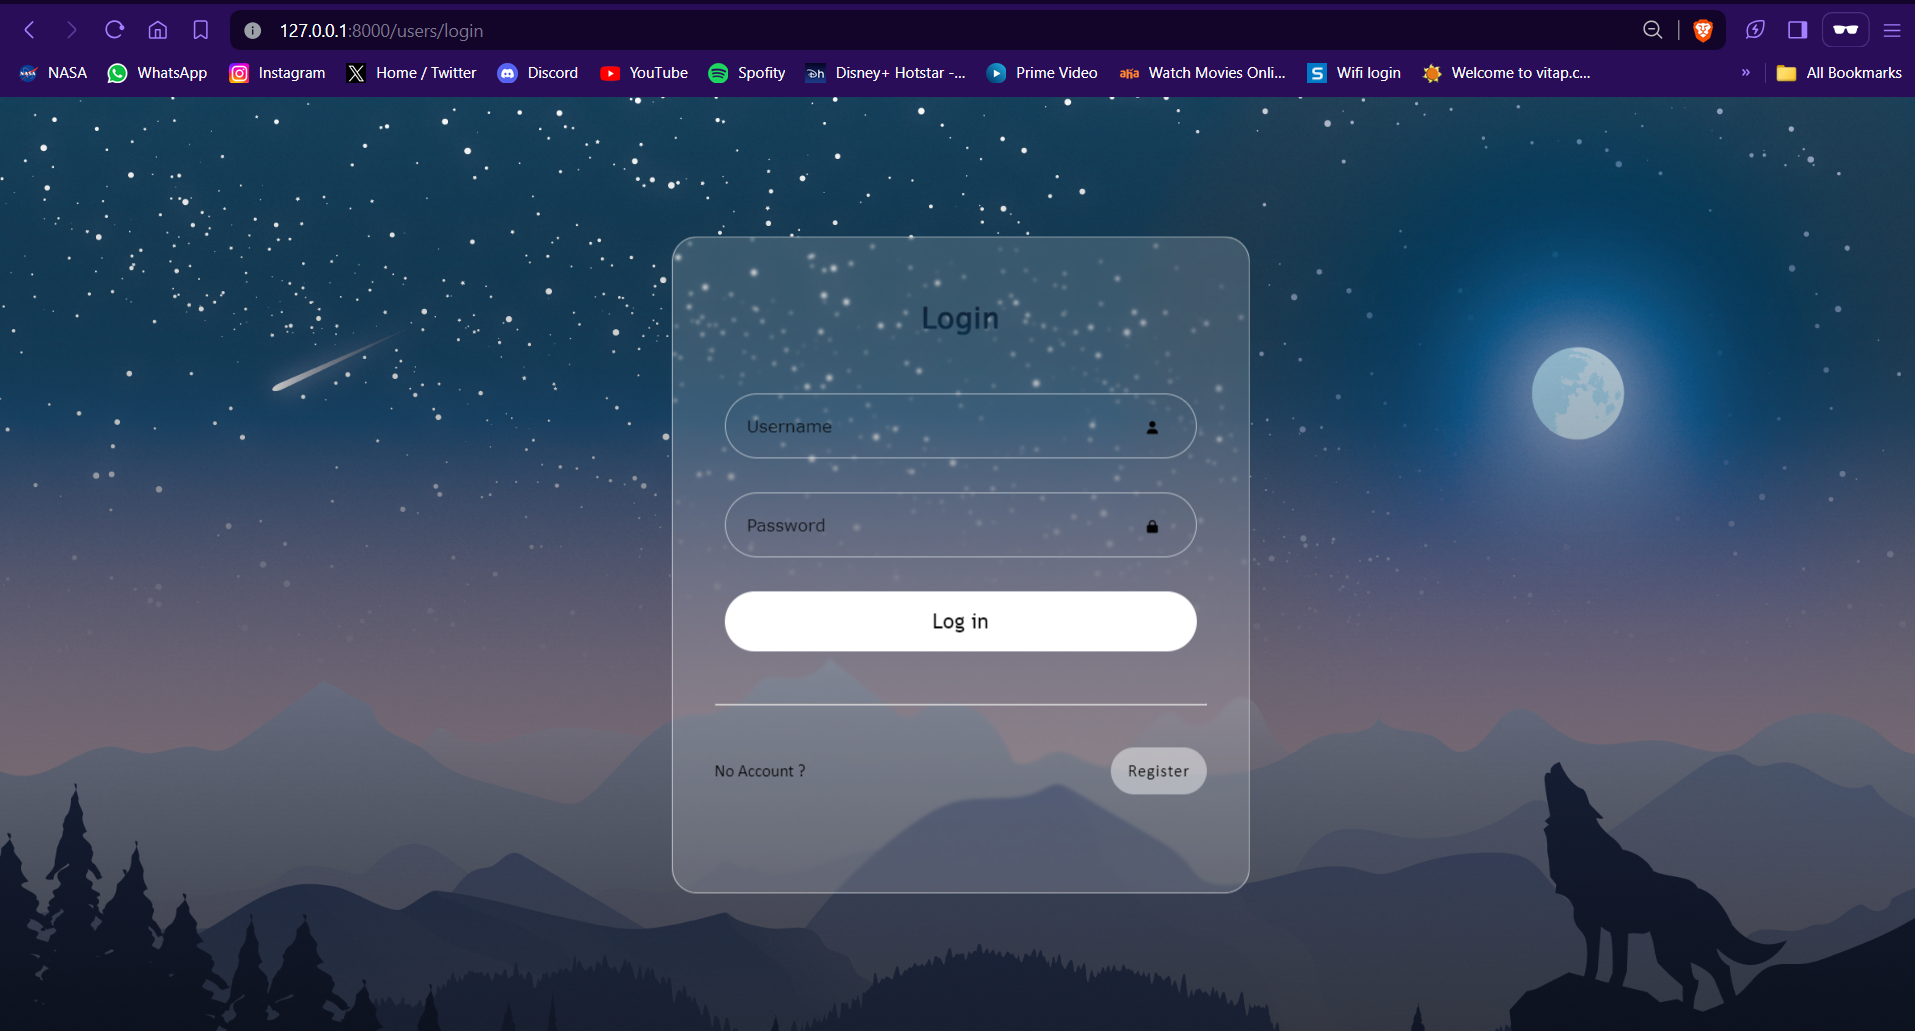 127.0.0.1:8000/users/login
NASA WhatsApp Instagram Home / Twitter Discord YouTube Spofity Disney+ Hotstar -... Prime Video Watch Movies Onli... Wifi login Welcome to vitap.c... » All Bookmarks
Login
Username
Password
Log in
No Account ? Register